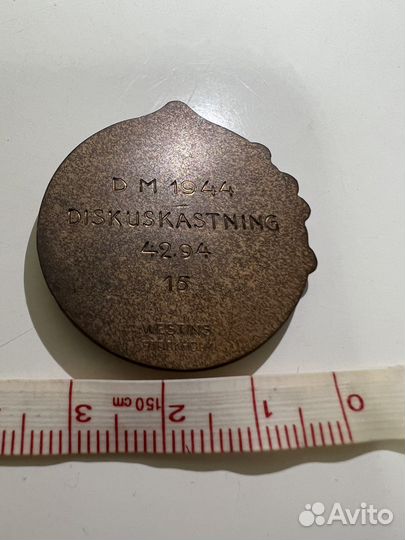 D M 1944
DISKUSKASTNING
42.94
15
WESTINS
3 150 cm 2 1 0
Avito